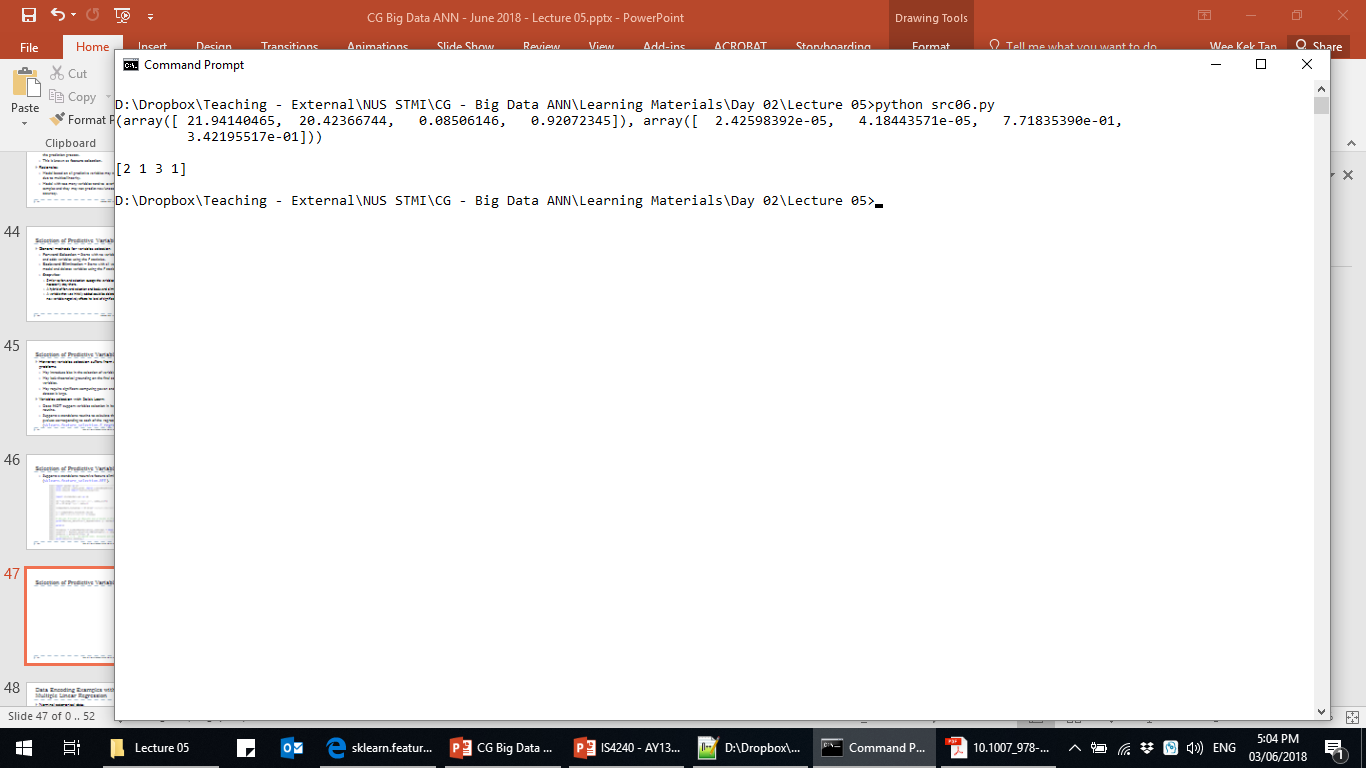 CG Big Data ANN - June 2018 - Lecture 05.pptx - PowerPoint
Drawing Tools
File
Home
Insert
Design
Transitions
Animations
Slide Show
Review
View
Add-ins
ACROBAT
Storyboarding
Format
Tell me what you want to do
Wee Kek Tan
Share
Paste
Cut
Copy
Format P
Clipboard
Command Prompt
D:\Dropbox\Teaching - External\NUS STMI\CG - Big Data ANN\Learning Materials\Day 02\Lecture 05>python src06.py
(array([ 21.94140465, 20.42366744, 0.08506146, 0.92072345]), array([ 2.42598392e-05, 4.18443571e-05, 7.71835390e-01,
3.42195517e-01]))
[2 1 3 1]
D:\Dropbox\Teaching - External\NUS STMI\CG - Big Data ANN\Learning Materials\Day 02\Lecture 05>
44
Selection of Predictive Variabl
45
Selection of Predictive Variabl
46
Selection of Predictive Variabl
47
Selection of Predictive Variabl
48
Data Encoding Examples with
Multiple Linear Regression
Slide 47 of 0 .. 52
Lecture 05
sklearn.featur...
CG Big Data ...
IS4240 - AY13...
D:\Dropbox\...
Command P...
10.1007_978-...
ENG
5:04 PM
03/06/2018
1